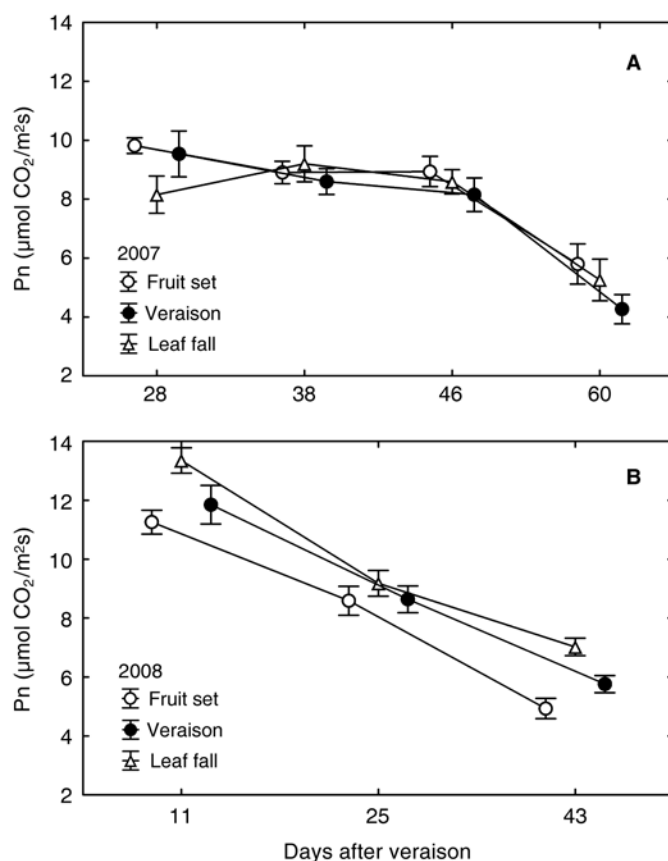 14
A
12
10
8
6
4
2
Pn (µmol CO₂/m²s)
2007
Fruit set
Veraison
Leaf fall
28 38 46 60
14
B
12
10
8
6
4
2
Pn (µmol CO₂/m²s)
2008
Fruit set
Veraison
Leaf fall
11 25 43
Days after veraison